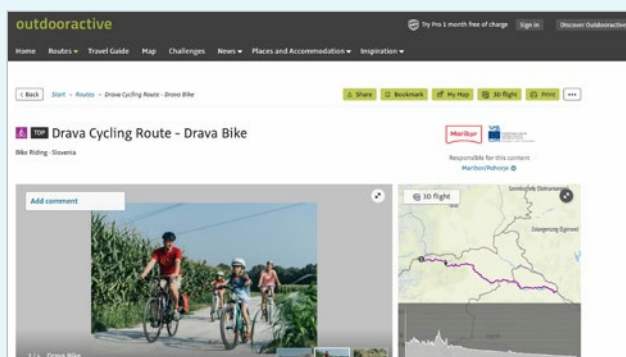 outdooractive
Try Pro 1 month free of charge Sign in Discover Outdooractive
Home Routes Travel Guide Map Challenges News Places and Accommodation Inspiration
< Back Start » Routes » Drava Cycling Route - Drava Bike Share Bookmark My Map 3D flight Print
TOP Drava Cycling Route - Drava Bike
Bike Riding · Slovenia
Maribor
Responsible for this content
Maribor/Pohorje
Add comment
3D flight
Drava Bike